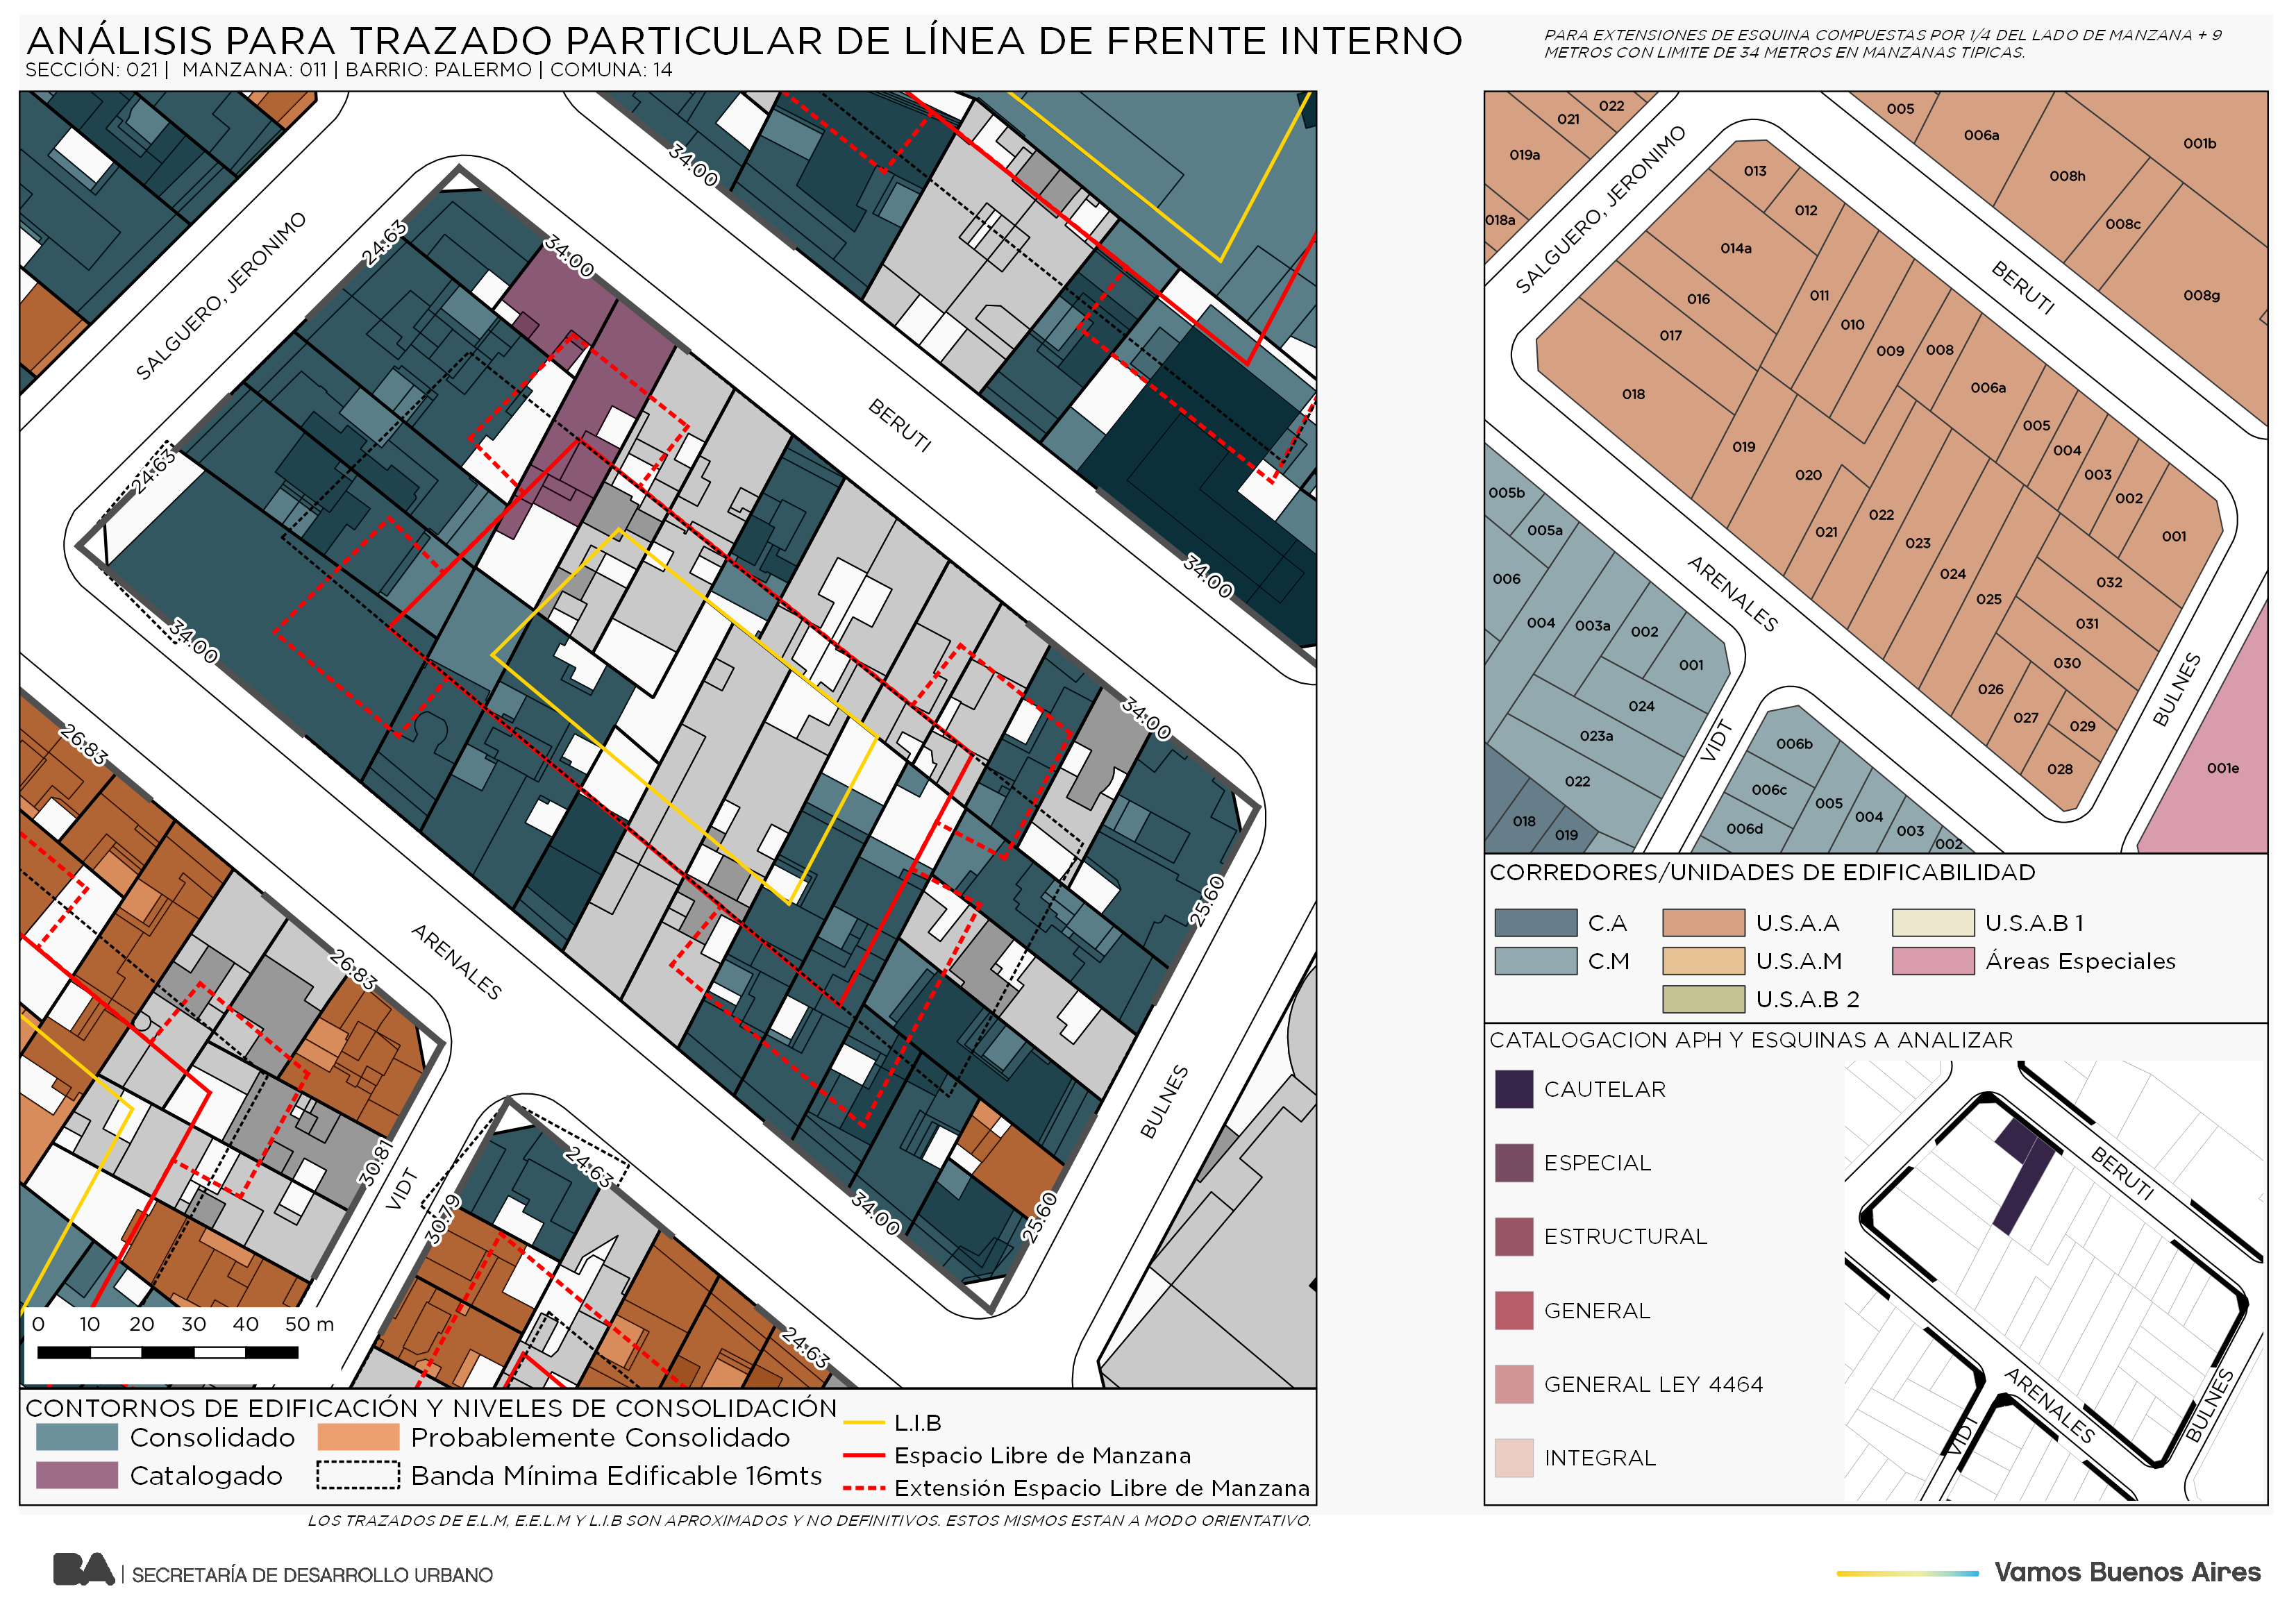 ANÁLISIS PARA TRAZADO PARTICULAR DE LÍNEA DE FRENTE INTERNO
SECCIÓN: 021 | MANZANA: 011 | BARRIO: PALERMO | COMUNA: 14
PARA EXTENSIONES DE ESQUINA COMPUESTAS POR 1/4 DEL LADO DE MANZANA + 9
METROS CON LIMITE DE 34 METROS EN MANZANAS TIPICAS.
34.00
SALGUERO, JERONIMO
24.63
34.00
BERUTI
24.63
34.00
34.00
34.00
26.83
25.60
ARENALES
26.83
BULNES
30.81
VIDT
24.63
30.79
34.00
25.60
24.63
0 10 20 30 40 50 m
CONTORNOS DE EDIFICACIÓN Y NIVELES DE CONSOLIDACIÓN
Consolidado
Probablemente Consolidado
Catalogado
Banda Mínima Edificable 16mts
L.I.B
Espacio Libre de Manzana
Extensión Espacio Libre de Manzana
LOS TRAZADOS DE E.L.M, E.E.L.M Y L.I.B SON APROXIMADOS Y NO DEFINITIVOS. ESTOS MISMOS ESTAN A MODO ORIENTATIVO.
022
021
019a
018a
005
006a
001b
008h
008c
008g
SALGUERO, JERONIMO
BERUTI
013
012
014a
016
011
017
010
009
008
006a
018
005
004
003
002
001
019
020
021
022
023
024
025
032
031
030
026
027
029
028
005b
005a
006
004
003a
002
001
024
023a
022
018
019
ARENALES
VIDT
BULNES
006b
006c
006d
005
004
003
002
001e
CORREDORES/UNIDADES DE EDIFICABILIDAD
C.A
U.S.A.A
U.S.A.B 1
C.M
U.S.A.M
Áreas Especiales
U.S.A.B 2
CATALOGACION APH Y ESQUINAS A ANALIZAR
CAUTELAR
ESPECIAL
ESTRUCTURAL
GENERAL
GENERAL LEY 4464
INTEGRAL
BERUTI
ARENALES
VIDT
BULNES
BA | SECRETARÍA DE DESARROLLO URBANO
Vamos Buenos Aires